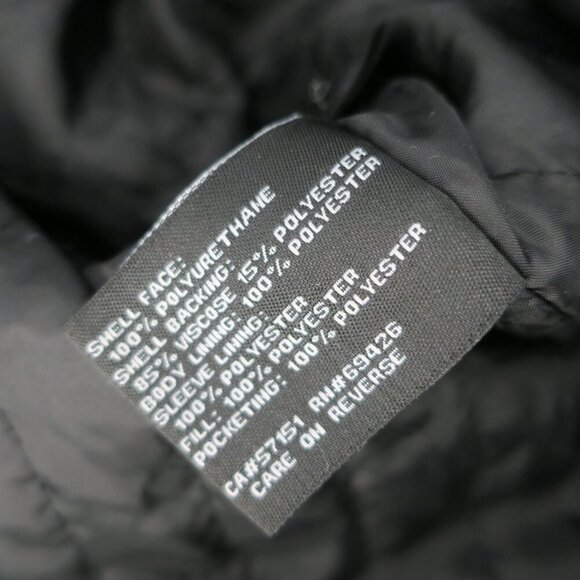 SHELL FACE:
100% POLYURETHANE
SHELL BACKING:
85% VISCOSE 15% POLYESTER
BODY LINING: 100% POLYESTER
SLEEVE LINING:
100% POLYESTER
FILL: 100% POLYESTER
POCKETING: 100% POLYESTER
CA#57151 RN#69426
CARE ON REVERSE